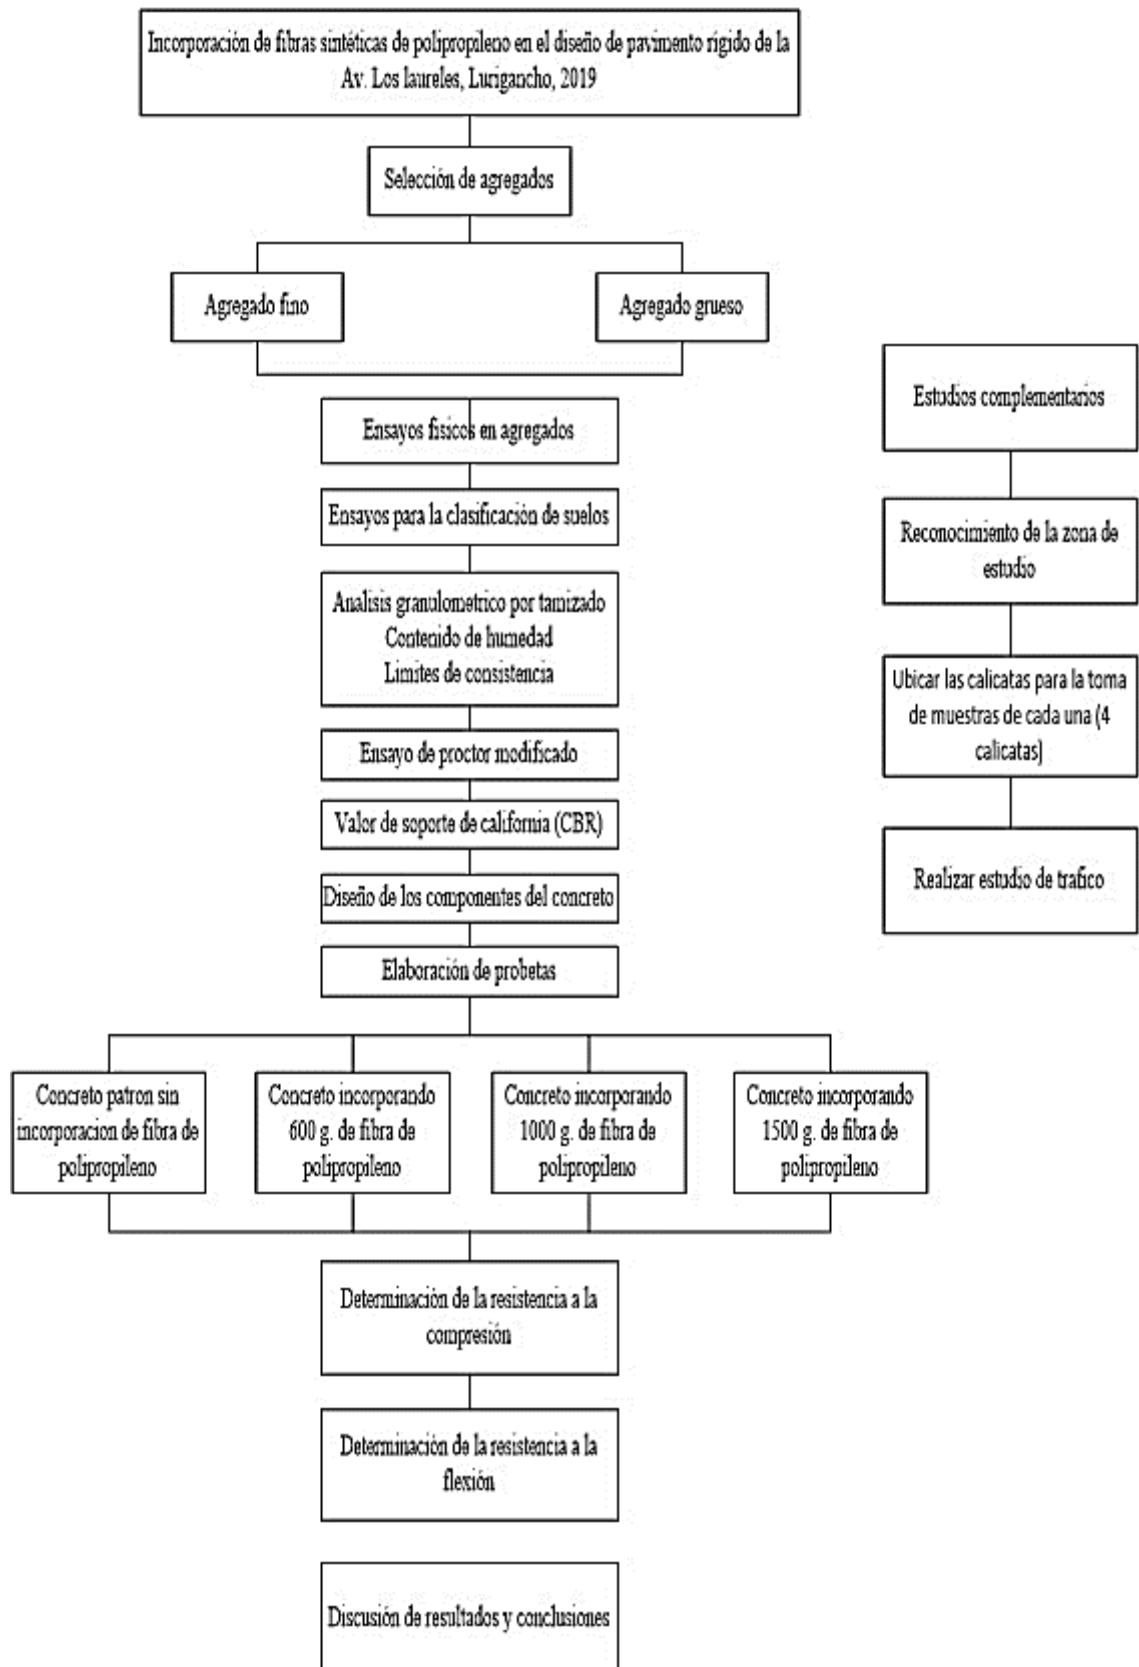 Incorporación de fibras sintéticas de polipropileno en el diseño de pavimento rígido de la
Av. Los laureles, Lurigancho, 2019
Selección de agregados
Agregado fino
Agregado grueso
Ensayos fisicos en agregados
Ensayos para la clasificación de suelos
Analisis granulometrico por tamizado
Contenido de humedad
Limites de consistencia
Ensayo de proctor modificado
Valor de soporte de california (CBR)
Diseño de los componentes del concreto
Elaboración de probetas
Concreto patron sin
incorporacion de fibra de
polipropileno
Concreto incorporando
600 g. de fibra de
polipropileno
Concreto incorporando
1000 g. de fibra de
polipropileno
Concreto incorporando
1500 g. de fibra de
polipropileno
Determinación de la resistencia a la
compresión
Determinación de la resistencia a la
flexión
Discusión de resultados y conclusiones
Estudios complementarios
Reconocimiento de la zona de
estudio
Ubicar las calicatas para la toma
de muestras de cada una (4
calicatas)
Realizar estudio de trafico